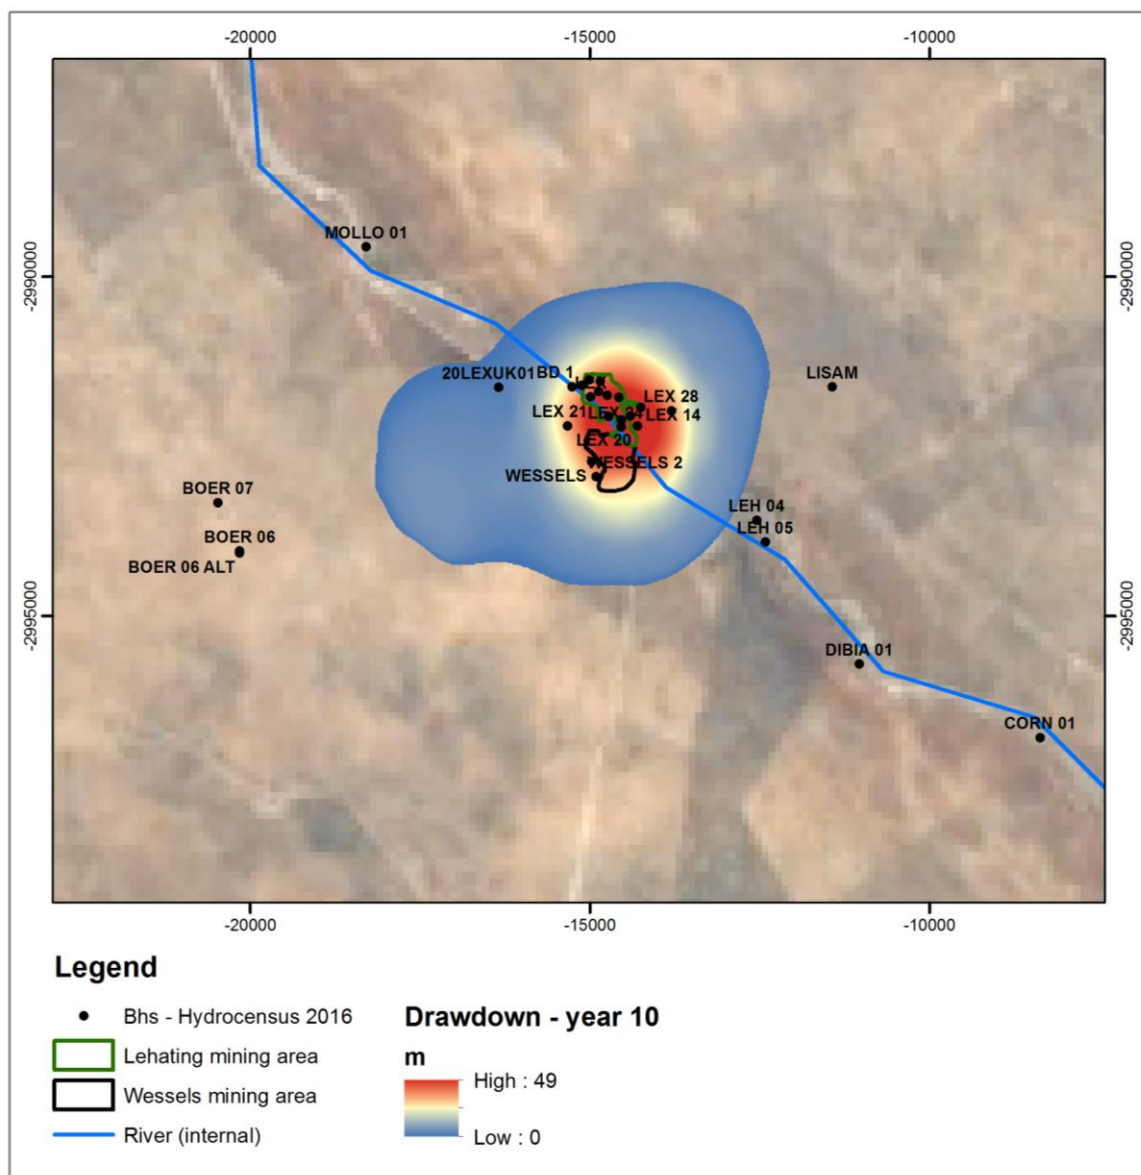 -20000 -15000 -10000
MOLLO 01
-2990000 -2990000
20LEXUK01 BD 1 LISAM
LEX 28
LEX 21 LEX 14
LEX 20
WESSELS 2
WESSELS
BOER 07
LEH 04
LEH 05
BOER 06
BOER 06 ALT
-2995000 -2995000
DIBIA 01
CORN 01
-20000 -15000 -10000
Legend
Bhs - Hydrocensus 2016
Lehating mining area
Wessels mining area
River (internal)
Drawdown - year 10
m
High : 49
Low : 0